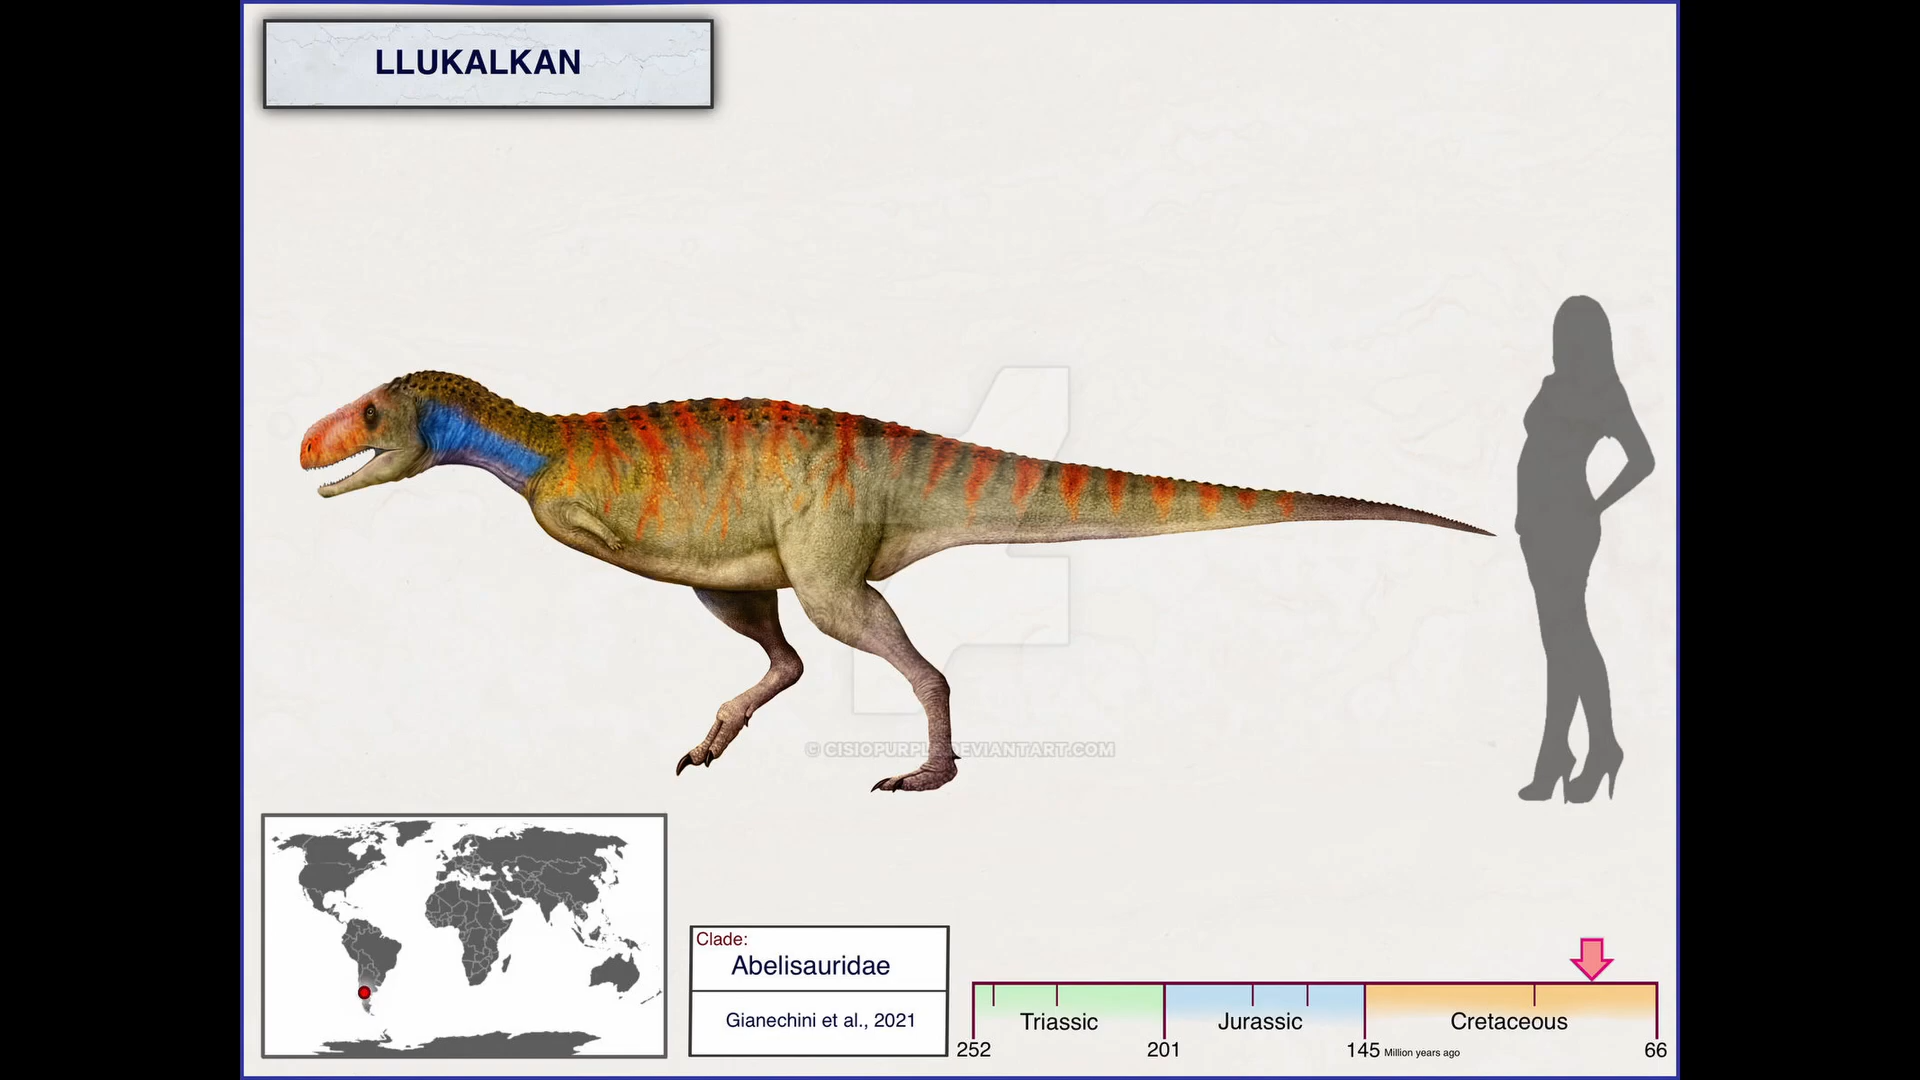 LLUKALKAN
© CISIOPURPLE.DEVIANTART.COM
Clade:
Abelisauridae
Gianechini et al., 2021
Triassic
Jurassic
Cretaceous
252
201
145 Million years ago
66